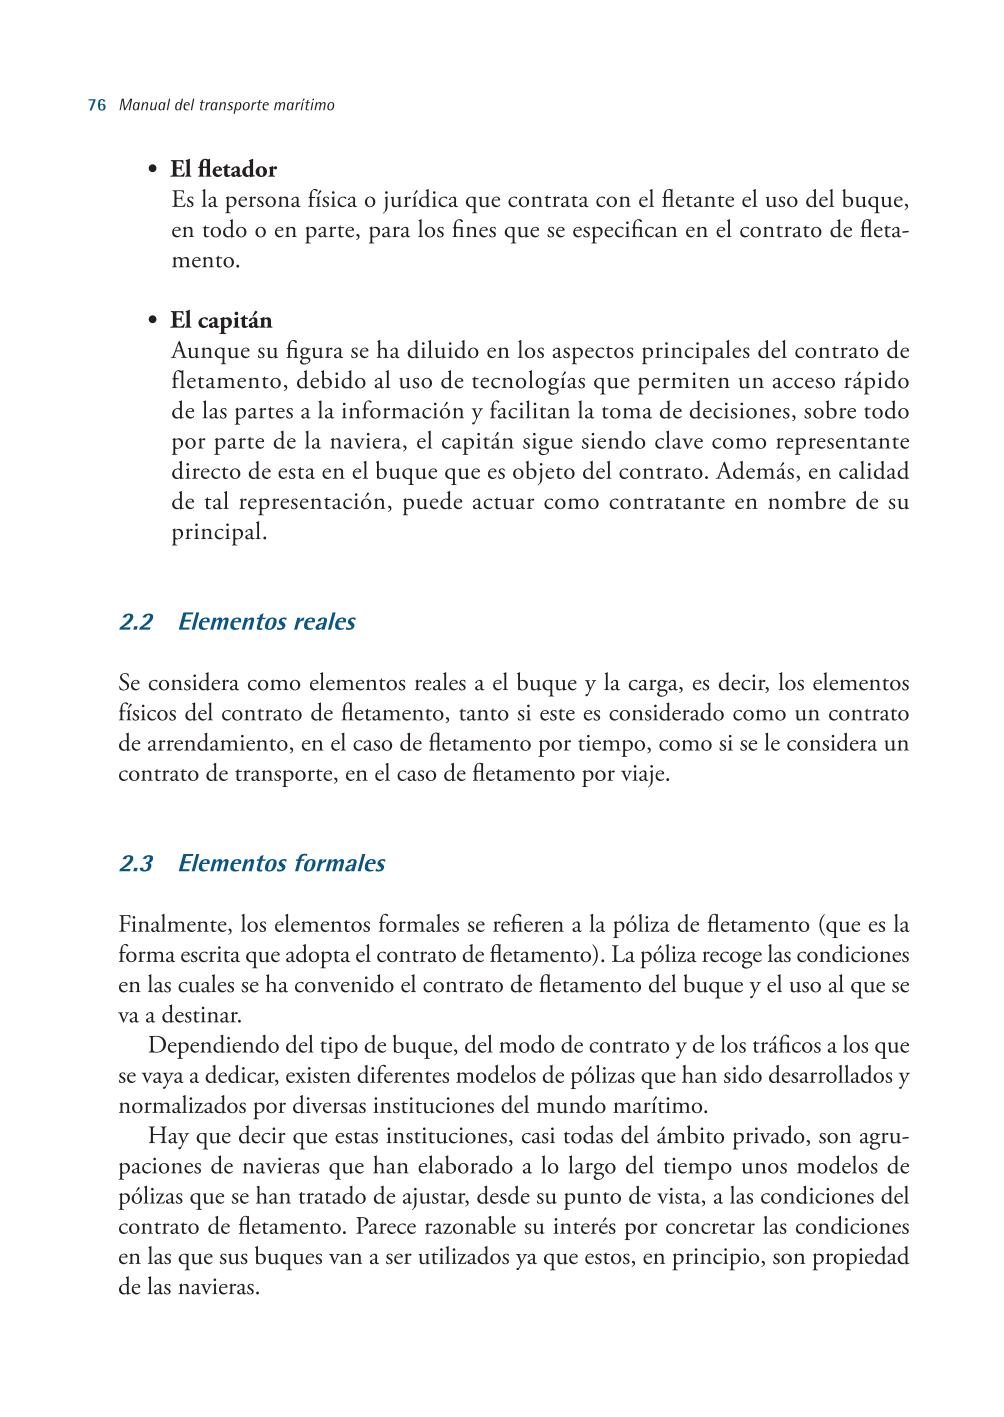 76 Manual del transporte marítimo
• El fletador
Es la persona física o jurídica que contrata con el fletante el uso del buque,
en todo o en parte, para los fines que se especifican en el contrato de fleta-
mento.
• El capitán
Aunque su figura se ha diluido en los aspectos principales del contrato de
fletamento, debido al uso de tecnologías que permiten un acceso rápido
de las partes a la información y facilitan la toma de decisiones, sobre todo
por parte de la naviera, el capitán sigue siendo clave como representante
directo de esta en el buque que es objeto del contrato. Además, en calidad
de tal representación, puede actuar como contratante en nombre de su
principal.
2.2 Elementos reales
Se considera como elementos reales a el buque y la carga, es decir, los elementos
físicos del contrato de fletamento, tanto si este es considerado como un contrato
de arrendamiento, en el caso de fletamento por tiempo, como si se le considera un
contrato de transporte, en el caso de fletamento por viaje.
2.3 Elementos formales
Finalmente, los elementos formales se refieren a la póliza de fletamento (que es la
forma escrita que adopta el contrato de fletamento). La póliza recoge las condiciones
en las cuales se ha convenido el contrato de fletamento del buque y el uso al que se
va a destinar.
Dependiendo del tipo de buque, del modo de contrato y de los tráficos a los que
se vaya a dedicar, existen diferentes modelos de pólizas que han sido desarrollados y
normalizados por diversas instituciones del mundo marítimo.
Hay que decir que estas instituciones, casi todas del ámbito privado, son agru-
paciones de navieras que han elaborado a lo largo del tiempo unos modelos de
pólizas que se han tratado de ajustar, desde su punto de vista, a las condiciones del
contrato de fletamento. Parece razonable su interés por concretar las condiciones
en las que sus buques van a ser utilizados ya que estos, en principio, son propiedad
de las navieras.